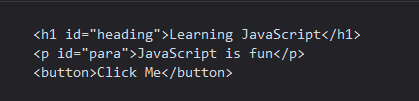 <h1 id="heading">Learning JavaScript</h1>
<p id="para">JavaScript is fun</p>
<button>Click Me</button>